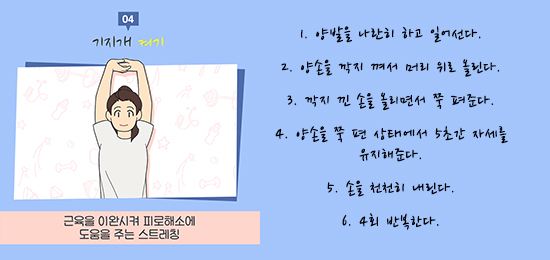 04
기지개 켜기
근육을 이완시켜 피로해소에
도움을 주는 스트레칭
1. 양발을 나란히 하고 일어선다.
2. 양손을 깍지 껴서 머리 위로 올린다.
3. 깍지 낀 손을 올리면서 쭉 펴준다.
4. 양손을 쭉 편 상태에서 5초간 자세를
유지해준다.
5. 손을 천천히 내린다.
6. 4회 반복한다.